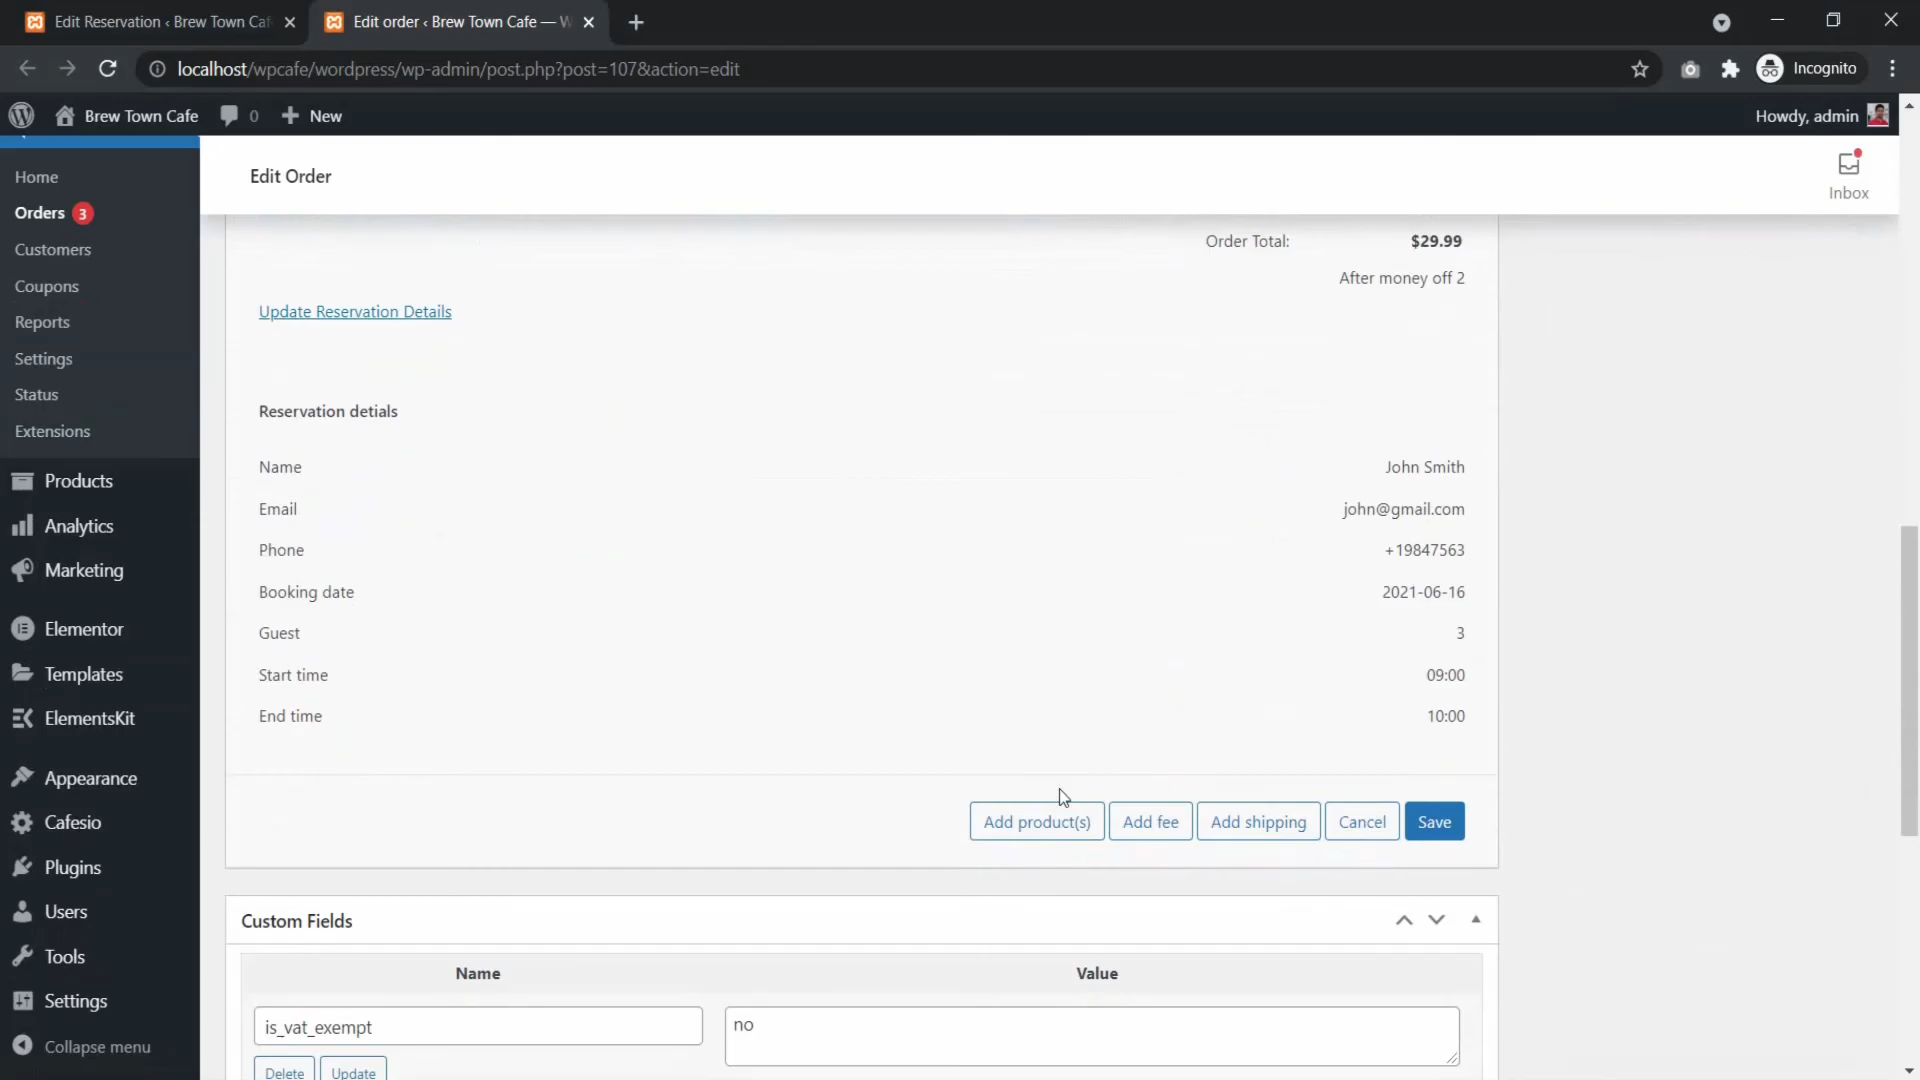 Edit Reservation ‹ Brew Town Caf
Edit order ‹ Brew Town Cafe — W
localhost/wpcafe/wordpress/wp-admin/post.php?post=107&action=edit
Incognito
Brew Town Cafe
0
New
Howdy, admin
Edit Order
Inbox
Home
Orders 3
Customers
Coupons
Reports
Settings
Status
Extensions
Products
Analytics
Marketing
Elementor
Templates
ElementsKit
Appearance
Cafesio
Plugins
Users
Tools
Settings
Collapse menu
Order Total: $29.99
After money off 2
Update Reservation Details
Reservation detials
Name John Smith
Email john@gmail.com
Phone +19847563
Booking date 2021-06-16
Guest 3
Start time 09:00
End time 10:00
Add product(s) Add fee Add shipping Cancel Save
Custom Fields
Name Value
is_vat_exempt no
Delete Update